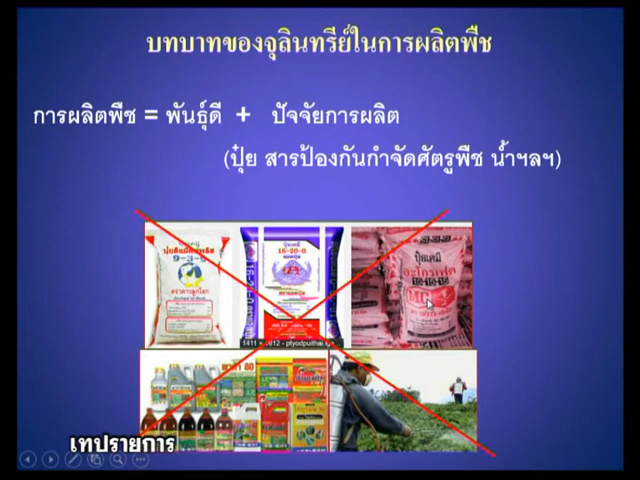 บทบาทของจุลินทรีย์ในการผลิตพืช
การผลิตพืช = พันธุ์ดี + ปัจจัยการผลิต
(ปุ๋ย สารป้องกันกำจัดศัตรูพืช น้ำฯลฯ)
9-3-
16-20-0
ปุ๋ยเคมี
เทปรายการ